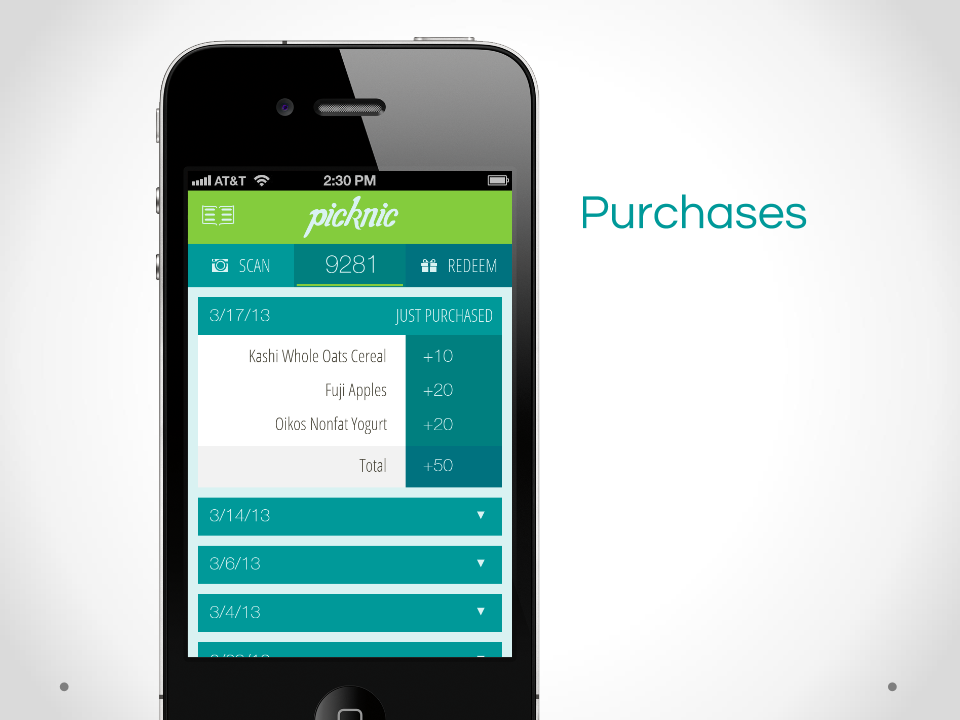 AT&T 2:30 PM
picknic
SCAN 9281 REDEEM
Purchases
3/17/13 JUST PURCHASED
Kashi Whole Oats Cereal +10
Fuji Apples +20
Oikos Nonfat Yogurt +20
Total +50
3/14/13
3/6/13
3/4/13